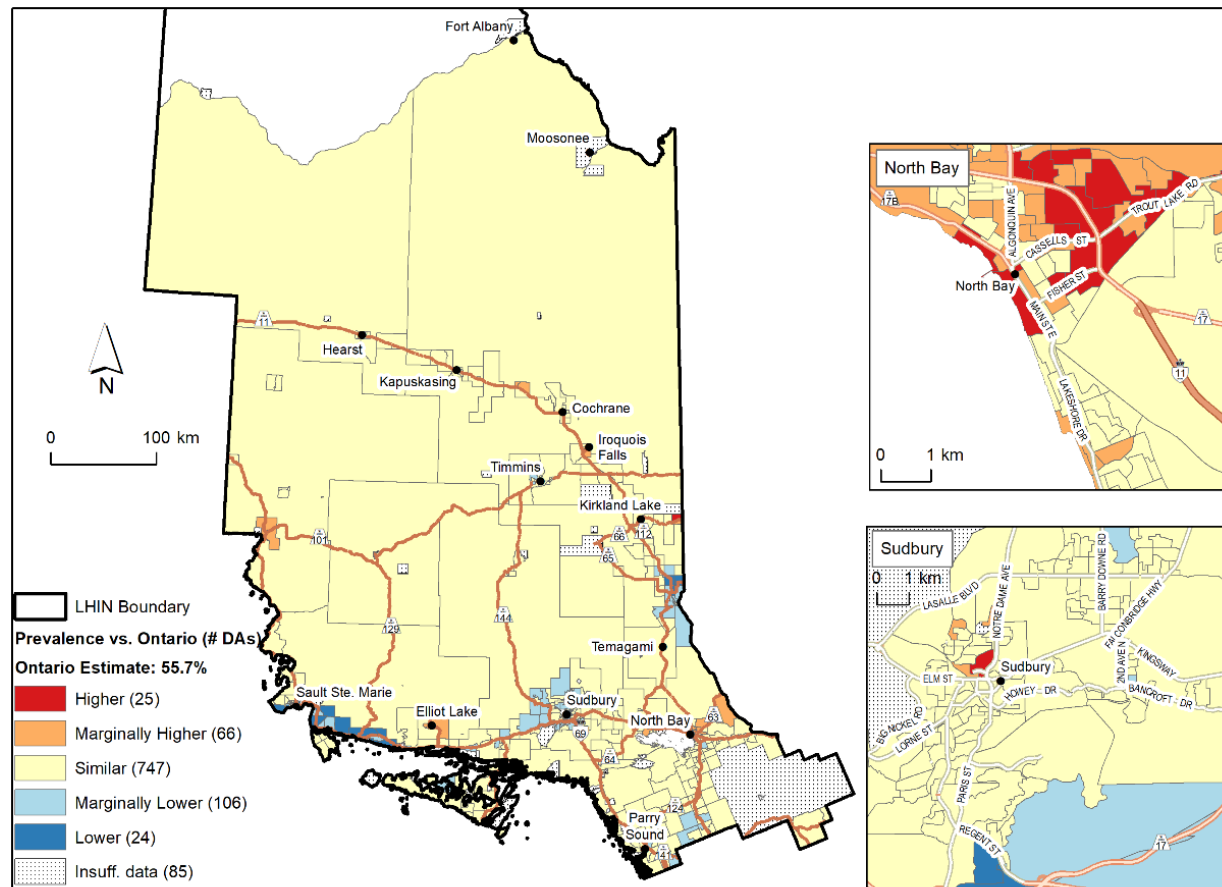 Fort Albany
Moosonee
11
Hearst
Kapuskasing
Cochrane
Iroquois
Falls
Timmins
Kirkland Lake
66
112
65
101
129
144
Temagami
Sault Ste. Marie
Elliot Lake
Sudbury
69
North Bay
63
64
124
Parry
Sound
141
N
0 100 km
LHIN Boundary
Prevalence vs. Ontario (# DAs)
Ontario Estimate: 55.7%
Higher (25)
Marginally Higher (66)
Similar (747)
Marginally Lower (106)
Lower (24)
Insuff. data (85)
North Bay
17B
ALGONQUIN AVE
TROUT LAKE RD
CASSELLS ST
North Bay
FISHER ST
MAIN ST E
17
11
LAKESHORE DR
0 1 km
Sudbury
0 1 km
LASALLE BLVD
NOTRE DAME AVE
BARRY DOWNE RD
FALCONBRIDGE HWY
KINGSWAY
2ND AVE N
BANCROFT DR
Sudbury
ELM ST
HOWEY DR
BIG NICKEL RD
LORNE ST
PARIS ST
REGENT ST
17